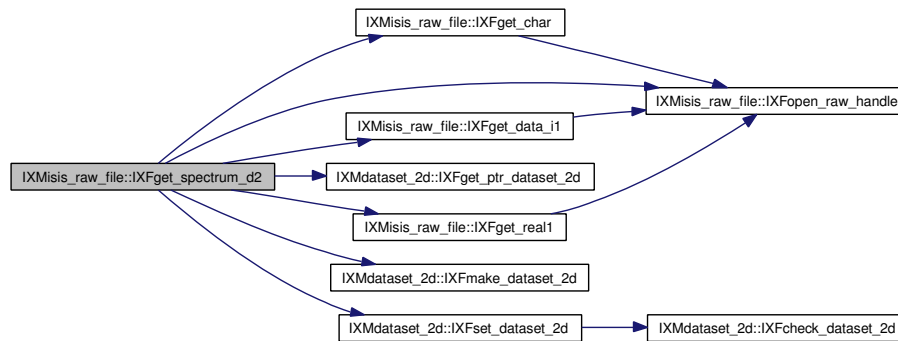 IXMisis_raw_file::IXFget_char
IXMisis_raw_file::IXFopen_raw_handle
IXMisis_raw_file::IXFget_data_i1
IXMisis_raw_file::IXFget_spectrum_d2
IXMdataset_2d::IXFget_ptr_dataset_2d
IXMisis_raw_file::IXFget_real1
IXMdataset_2d::IXFmake_dataset_2d
IXMdataset_2d::IXFset_dataset_2d
IXMdataset_2d::IXFcheck_dataset_2d